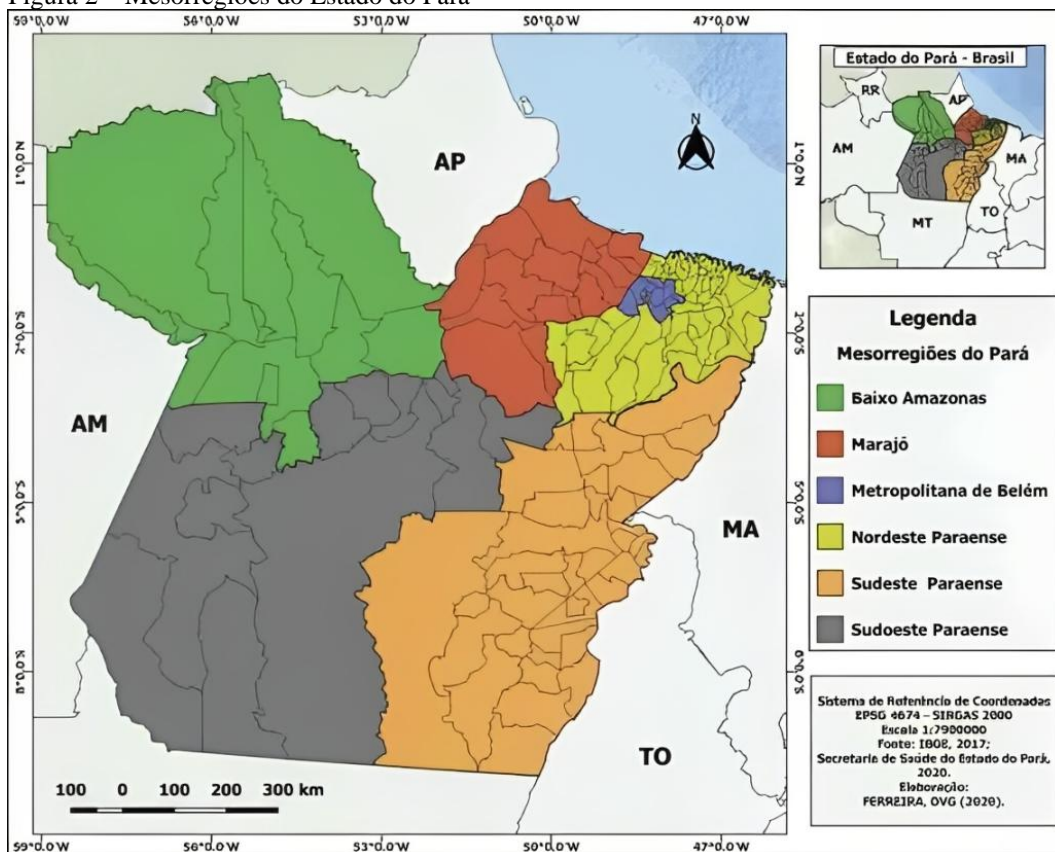 Figura 2 – Mesorregiões do Estado do Pará
59°0.0'W 56°0.0'W 53°0.0'W 50°0.0'W 47°0.0'W
1°0'N
2°0.0'S
5°0.0'S
8°0.0'S
AP
AM
MA
TO
N
1°0'N
2°0.0'S
5°0.0'S
8°0.0'S
100 0 100 200 300 km
59°0.0'W 56°0.0'W 53°0.0'W 50°0.0'W 47°0.0'W
Estado do Pará - Brasil
RR
AP
AM
MA
TO
MT
Legenda
Mesorregiões do Pará
Baixo Amazonas
Marajó
Metropolitana de Belém
Nordeste Paraense
Sudeste Paraense
Sudoeste Paraense
Sistema de Referência de Coordenadas
EPSG 4674 – SIRGAS 2000
Escala 1:7900000
Fonte: IBGE, 2017;
Secretaria de Saúde do Estado do Pará,
2020.
Elaboração:
FERREIRA, OVG (2020).